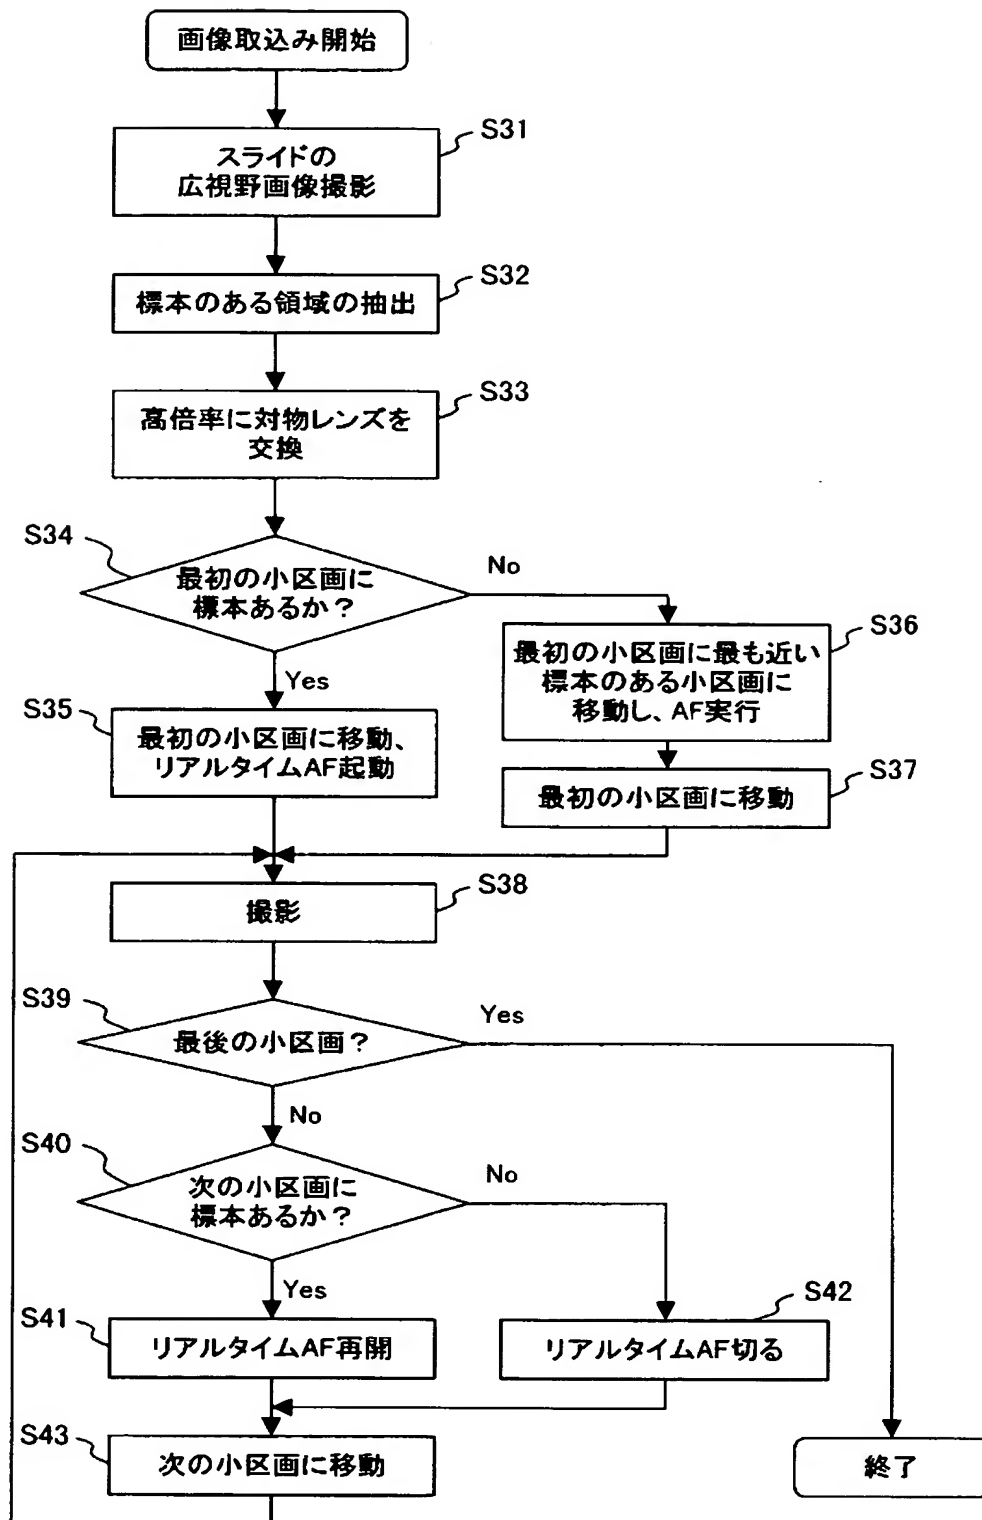 画像取込み開始
S31
スライドの
広視野画像撮影
S32
標本のある領域の抽出
S33
高倍率に対物レンズを
交換
S34
最初の小区画に
標本あるか?
No
Yes
S36
最初の小区画に最も近い
標本のある小区画に
移動し、AF実行
S35
最初の小区画に移動、
リアルタイムAF起動
S37
最初の小区画に移動
S38
撮影
S39
最後の小区画?
Yes
No
S40
次の小区画に
標本あるか?
No
Yes
S41
リアルタイムAF再開
S42
リアルタイムAF切る
S43
次の小区画に移動
終了